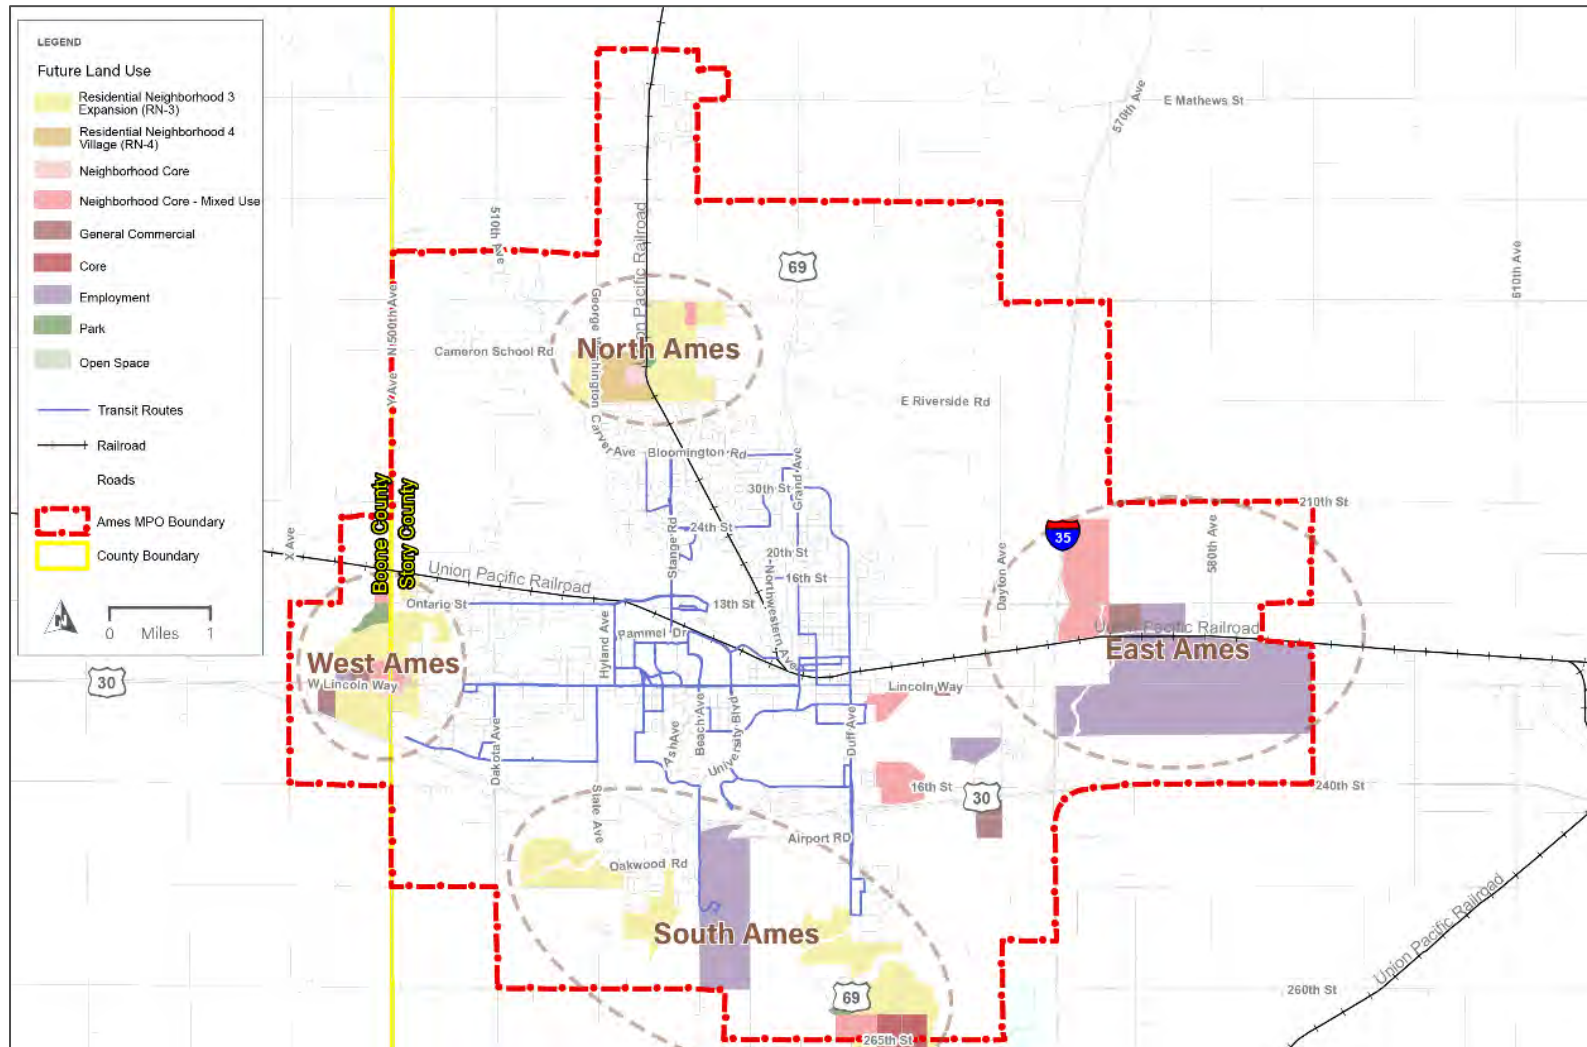 LEGEND
Future Land Use
Residential Neighborhood 3
Expansion (RN-3)
Residential Neighborhood 4
Village (RN-4)
Neighborhood Core
Neighborhood Core - Mixed Use
General Commercial
Core
Employment
Park
Open Space
Transit Routes
Railroad
Roads
Ames MPO Boundary
County Boundary
0 Miles 1
E Mathews St
570th Ave
510th Ave
Union Pacific Railroad
69
610th Ave
Y Ave N 500th Ave
George Washington Carver Ave
Cameron School Rd
North Ames
E Riverside Rd
Bloomington Rd
Grand Ave
30th St
210th St
Boone County
Story County
X Ave
24th St
Stange Rd
35
580th Ave
20th St
Northwestern Ave
16th St
Dayton Ave
Union Pacific Railroad
Ontario St
13th St
Hyland Ave
Pammel Dr
Union Pacific Railroad
East Ames
West Ames
30
W Lincoln Way
Lincoln Way
Dakota Ave
Ash Ave
Beach Ave
University Blvd
Duff Ave
State Ave
16th St
30
240th St
Airport RD
Oakwood Rd
South Ames
Union Pacific Railroad
69
260th St
265th St